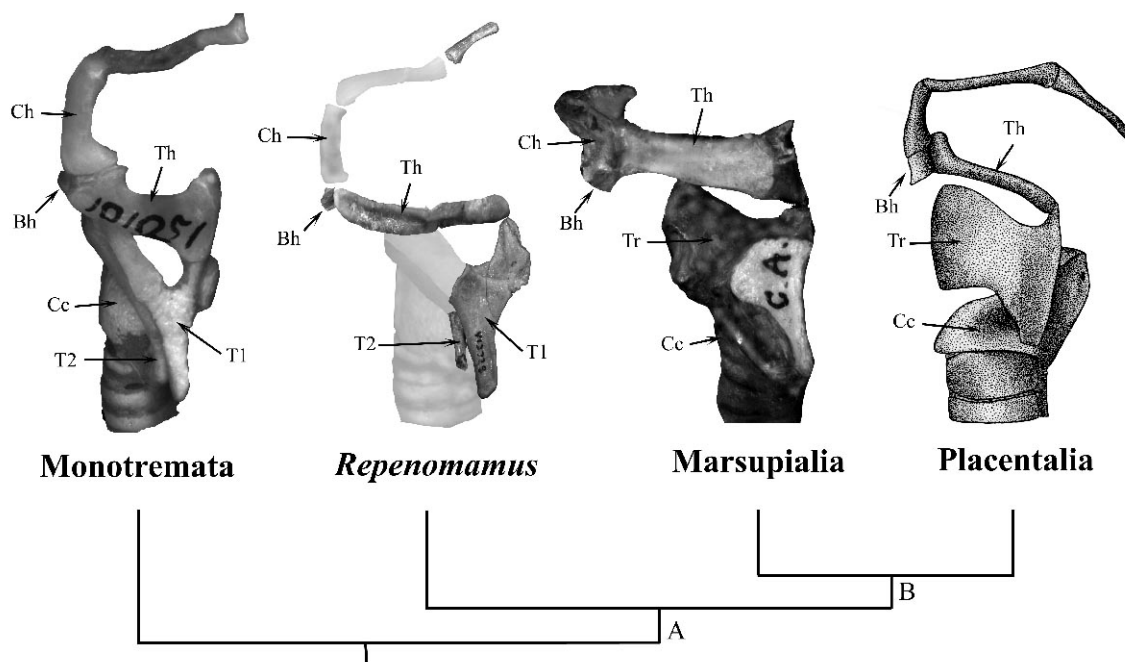 Ch
Th
Bh
101051
Cc
T2
T1
Ch
Th
Bh
T2
T1
Th
Ch
Bh
Tr
C.A.
Cc
Th
Bh
Tr
Cc
Monotremata
Repenomamus
Marsupialia
Placentalia
B
A